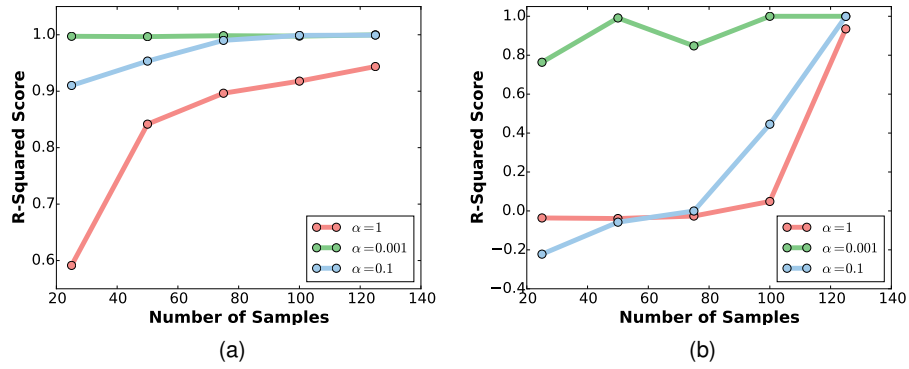 1.0
0.9
0.8
0.7
0.6
R-Squared Score
20 40 60 80 100 120 140
Number of Samples
α=1
α=0.001
α=0.1
(a)
1.0
0.8
0.6
0.4
0.2
0.0
−0.2
−0.4
R-Squared Score
20 40 60 80 100 120 140
Number of Samples
α=1
α=0.001
α=0.1
(b)